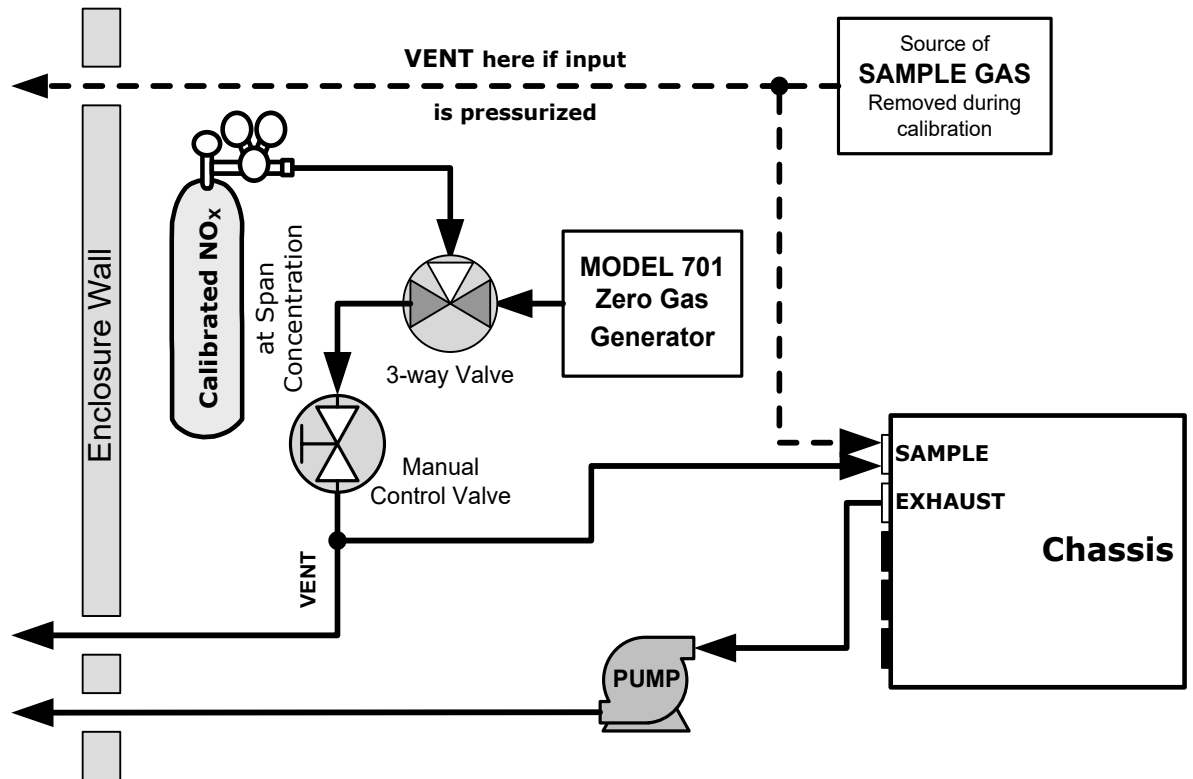 VENT here if input
is pressurized
Source of
SAMPLE GAS
Removed during
calibration
Enclosure Wall
Calibrated NOx
at Span
Concentration
MODEL 701
Zero Gas
Generator
3-way Valve
Manual
Control Valve
VENT
SAMPLE
EXHAUST
Chassis
PUMP